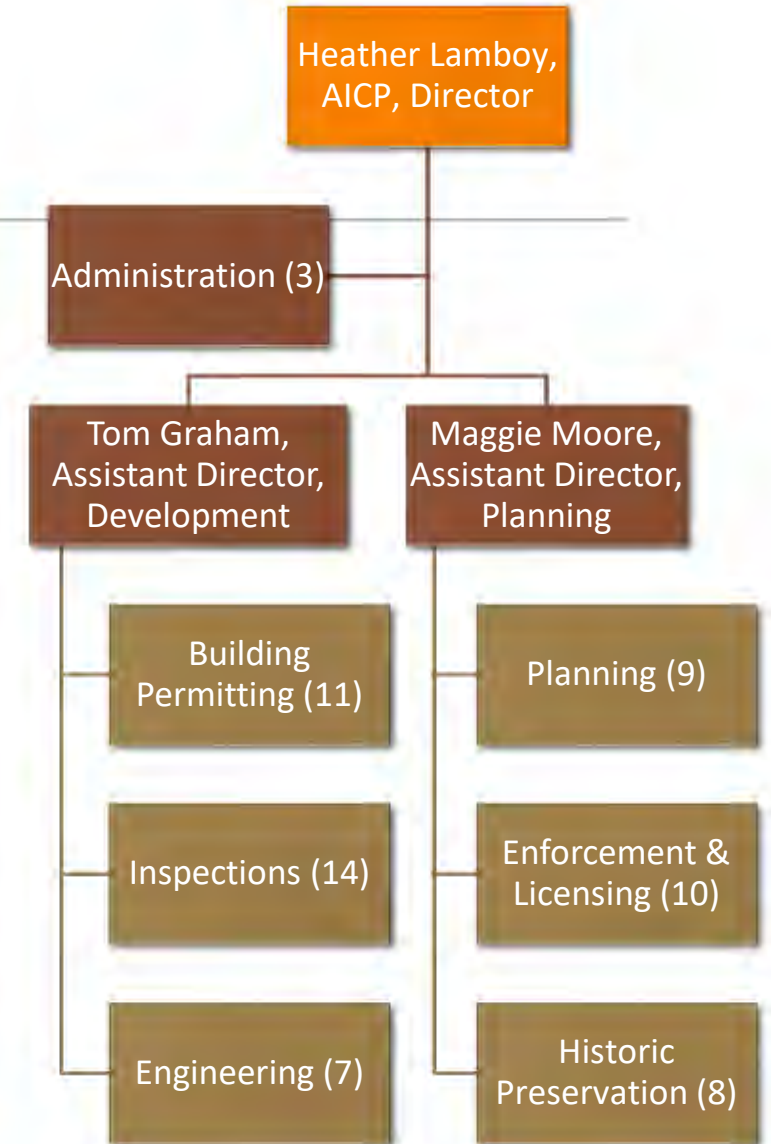 Heather Lamboy,
AICP, Director
Administration (3)
Tom Graham,
Assistant Director,
Development
Maggie Moore,
Assistant Director,
Planning
Building
Permitting (11)
Planning (9)
Inspections (14)
Enforcement &
Licensing (10)
Engineering (7)
Historic
Preservation (8)